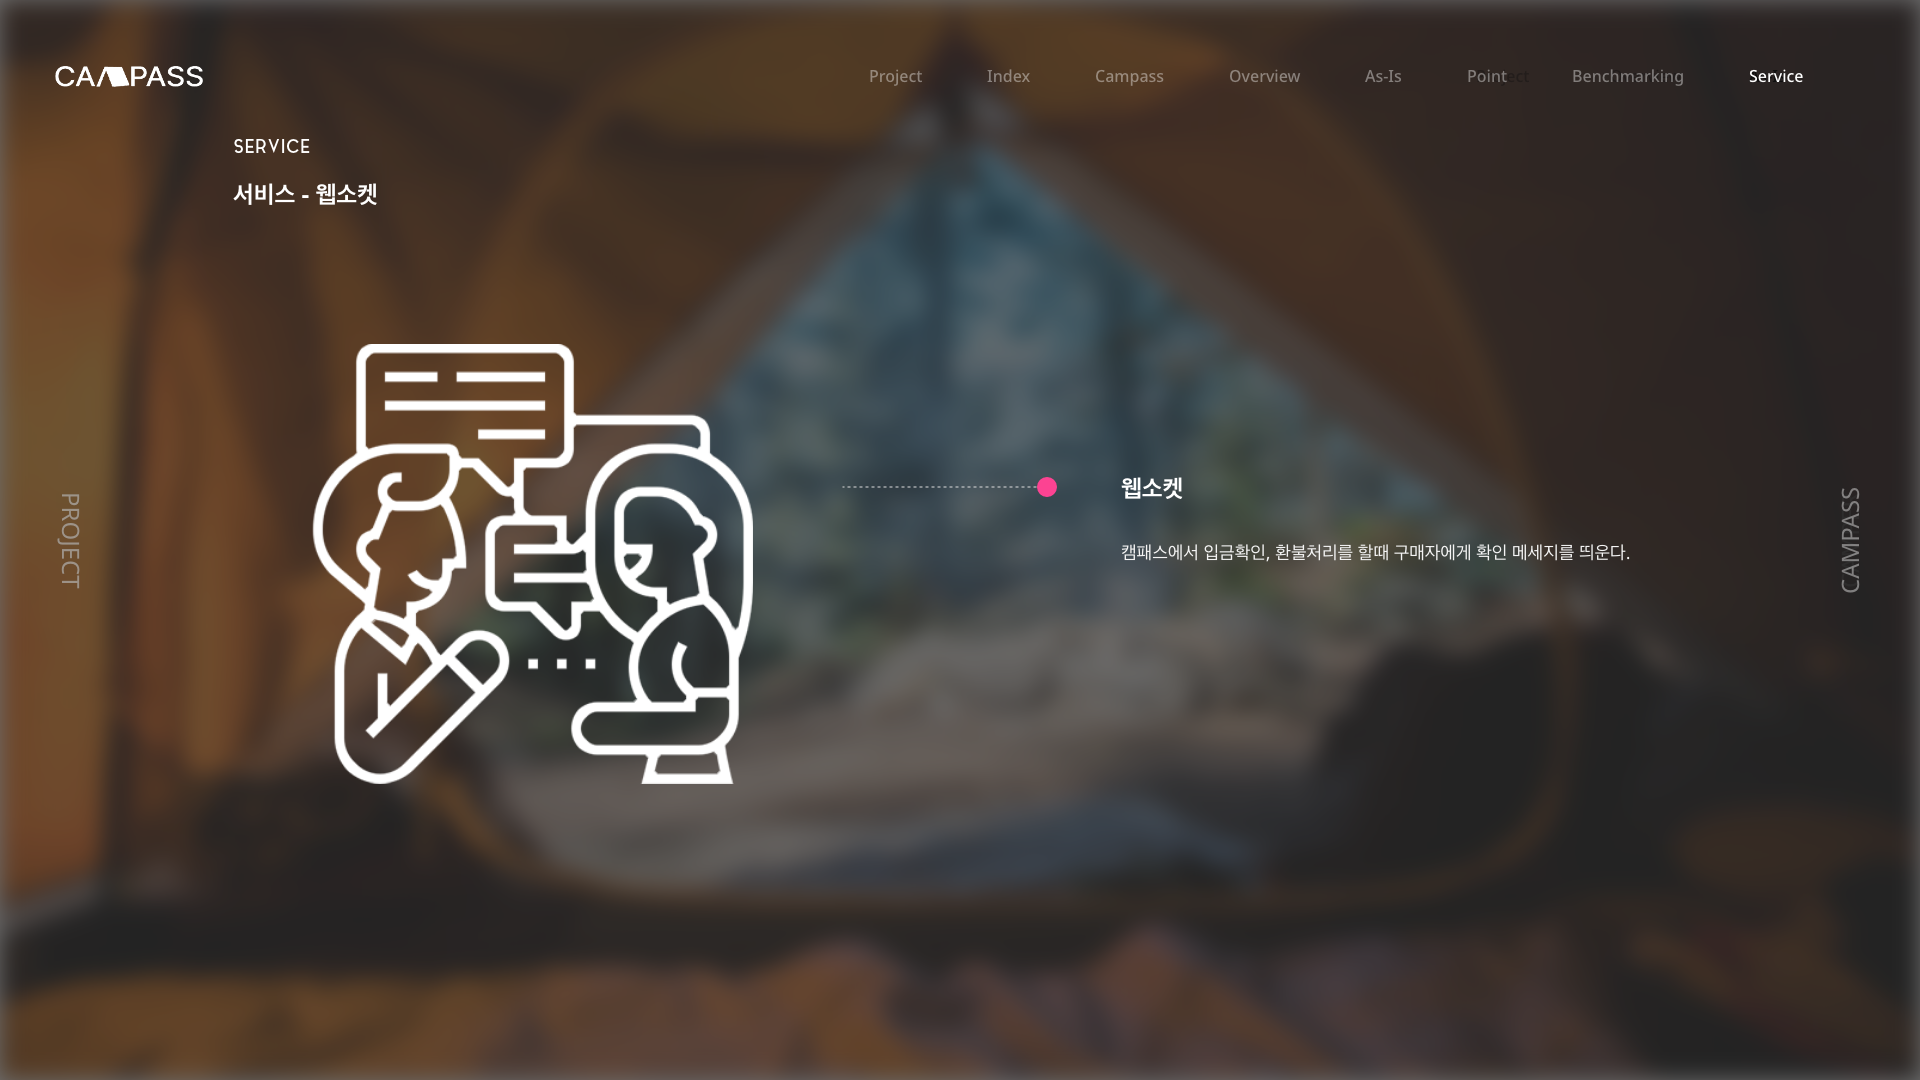 CAMPASS
Project Index Campass Overview As-Is Point Benchmarking Service
SERVICE
서비스 - 웹소켓
웹소켓
캠패스에서 입금확인, 환불처리를 할때 구매자에게 확인 메세지를 띄운다.
PROJECT
CAMPASS